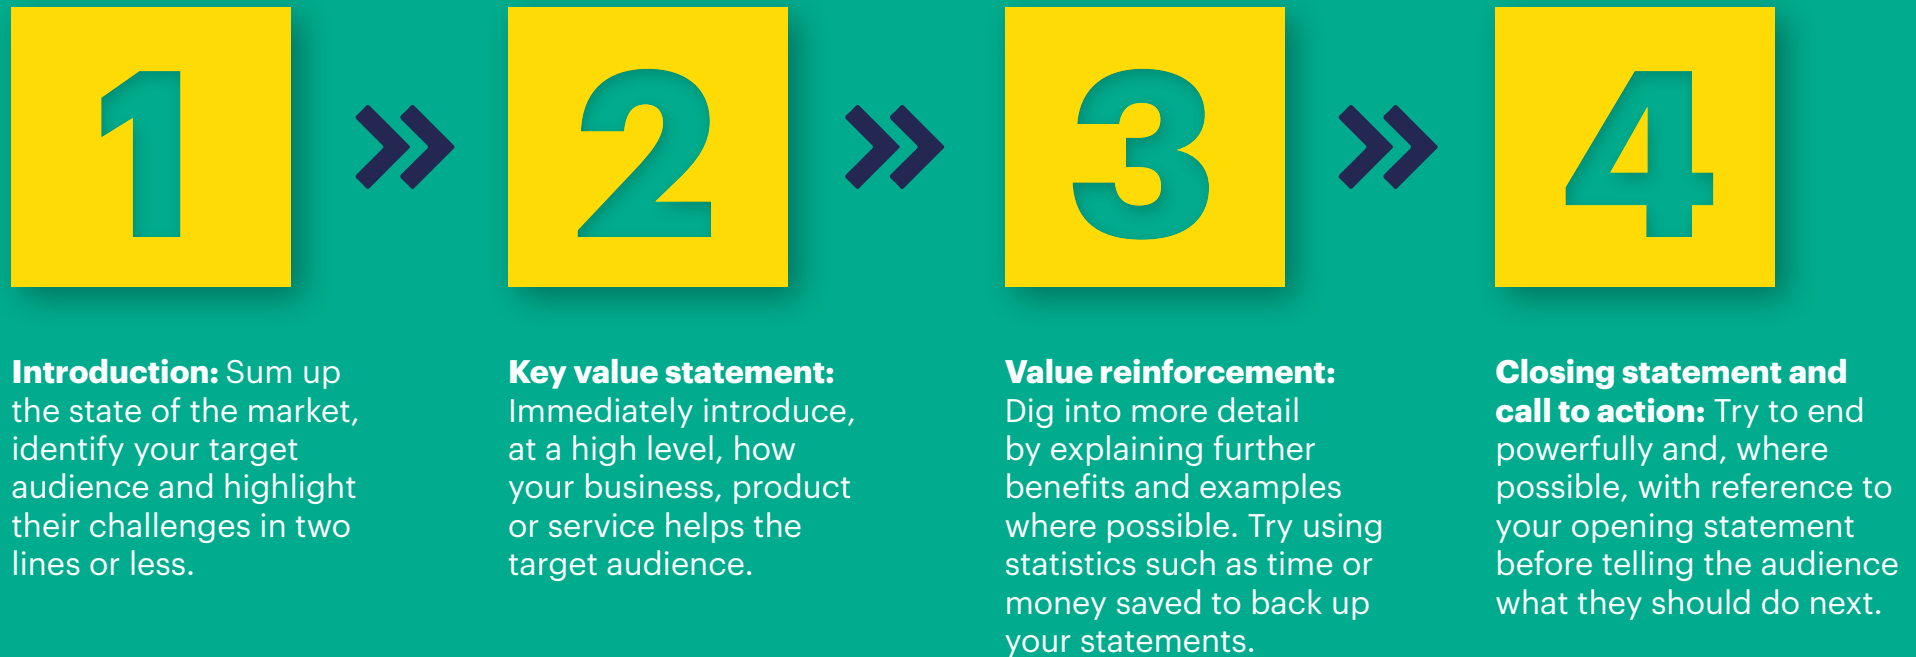 1
2
3
4
Introduction: Sum up
the state of the market,
identify your target
audience and highlight
their challenges in two
lines or less.
Key value statement:
Immediately introduce,
at a high level, how
your business, product
or service helps the
target audience.
Value reinforcement:
Dig into more detail
by explaining further
benefits and examples
where possible. Try using
statistics such as time or
money saved to back up
your statements.
Closing statement and
call to action: Try to end
powerfully and, where
possible, with reference to
your opening statement
before telling the audience
what they should do next.